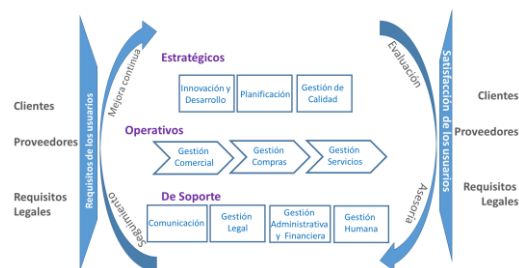 Clientes
Proveedores
Requisitos
Legales
Requisitos de los usuarios
Mejora continua
Seguimiento
Estratégicos
Innovación y
Desarrollo
Planificación
Gestión de
Calidad
Operativos
Gestión
Comercial
Gestión
Compras
Gestión
Servicios
De Soporte
Comunicación
Gestión
Legal
Gestión
Administrativa
y Financiera
Gestión
Humana
Evaluación
Asesoría
Satisfacción de los usuarios
Clientes
Proveedores
Requisitos
Legales